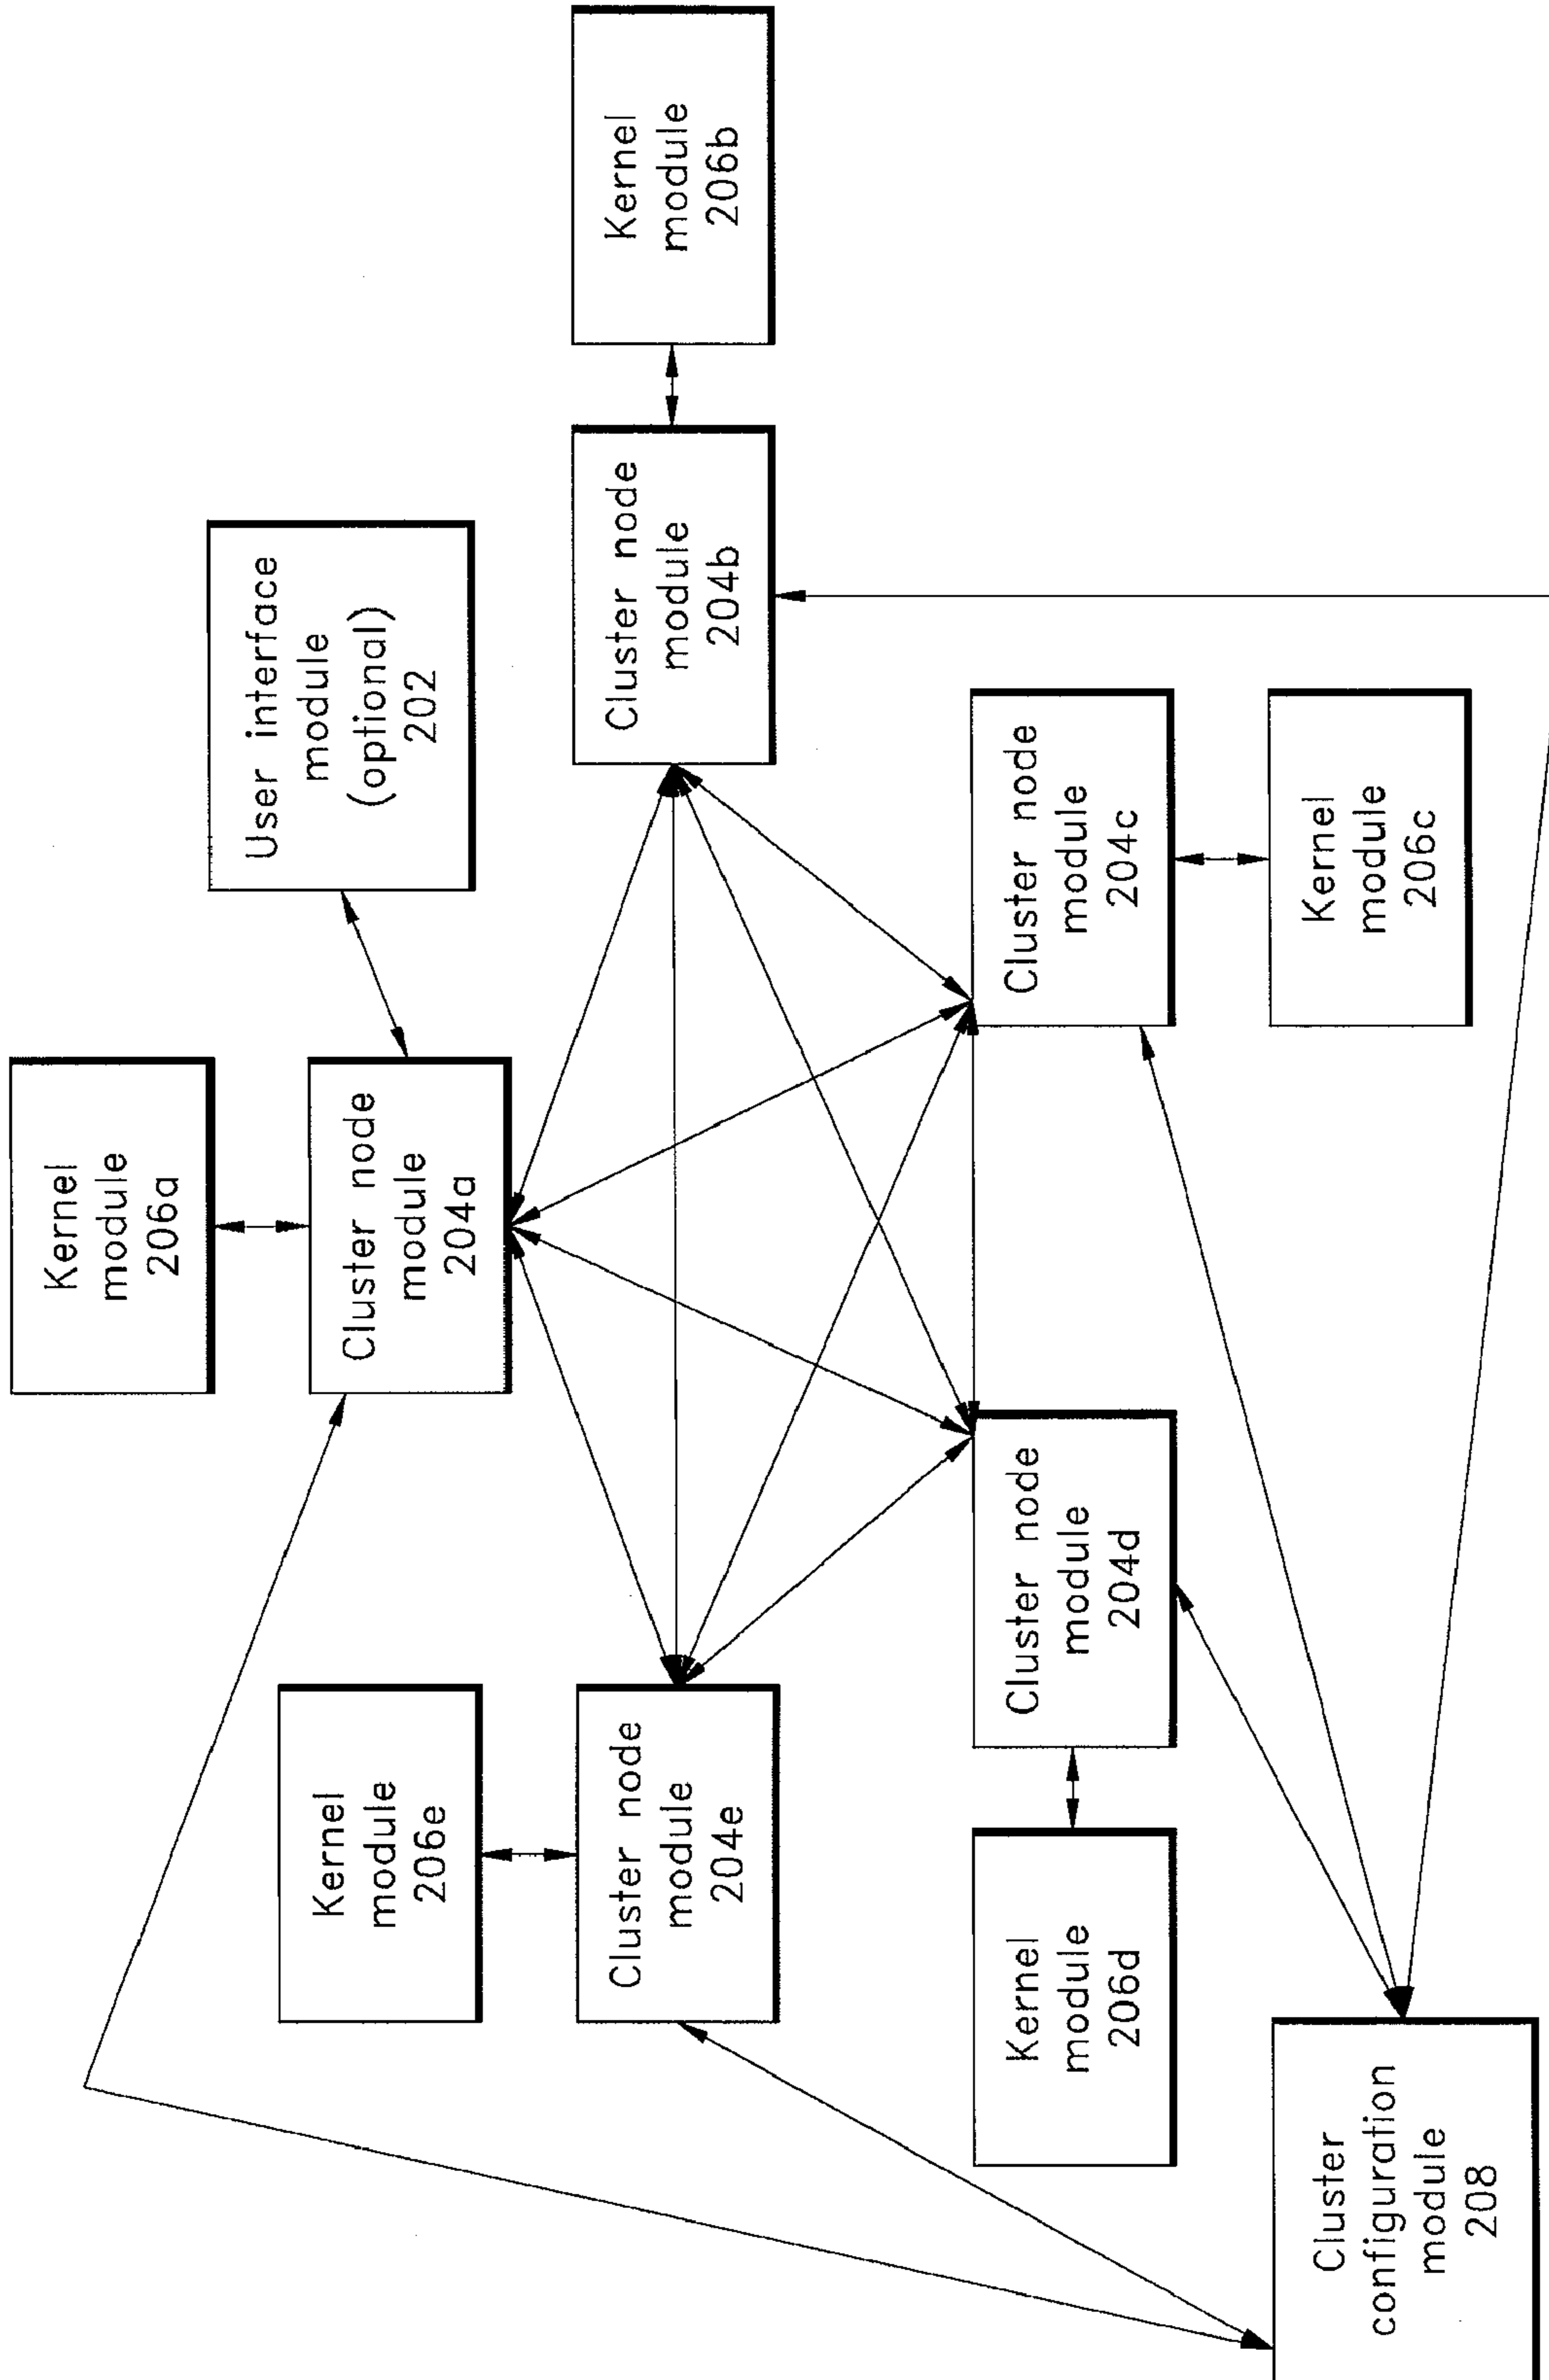 Kernel
module
206a
Cluster node
module
204a
User interface
module
(optional)
202
Kernel
module
206e
Cluster node
module
204e
Cluster node
module
204b
Kernel
module
206b
Kernel
module
206d
Cluster node
module
204d
Cluster node
module
204c
Kernel
module
206c
Cluster
configuration
module
208